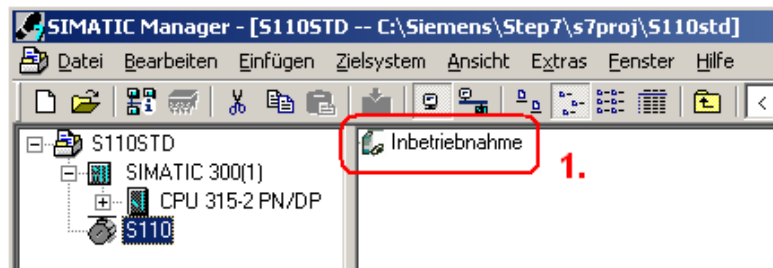 SIMATIC Manager - [S110STD -- C:\Siemens\Step7\s7proj\S110std]
Datei Bearbeiten Einfügen Zielsystem Ansicht Extras Fenster Hilfe
<
S110STD
Inbetriebnahme
1.
SIMATIC 300(1)
CPU 315-2 PN/DP
S110